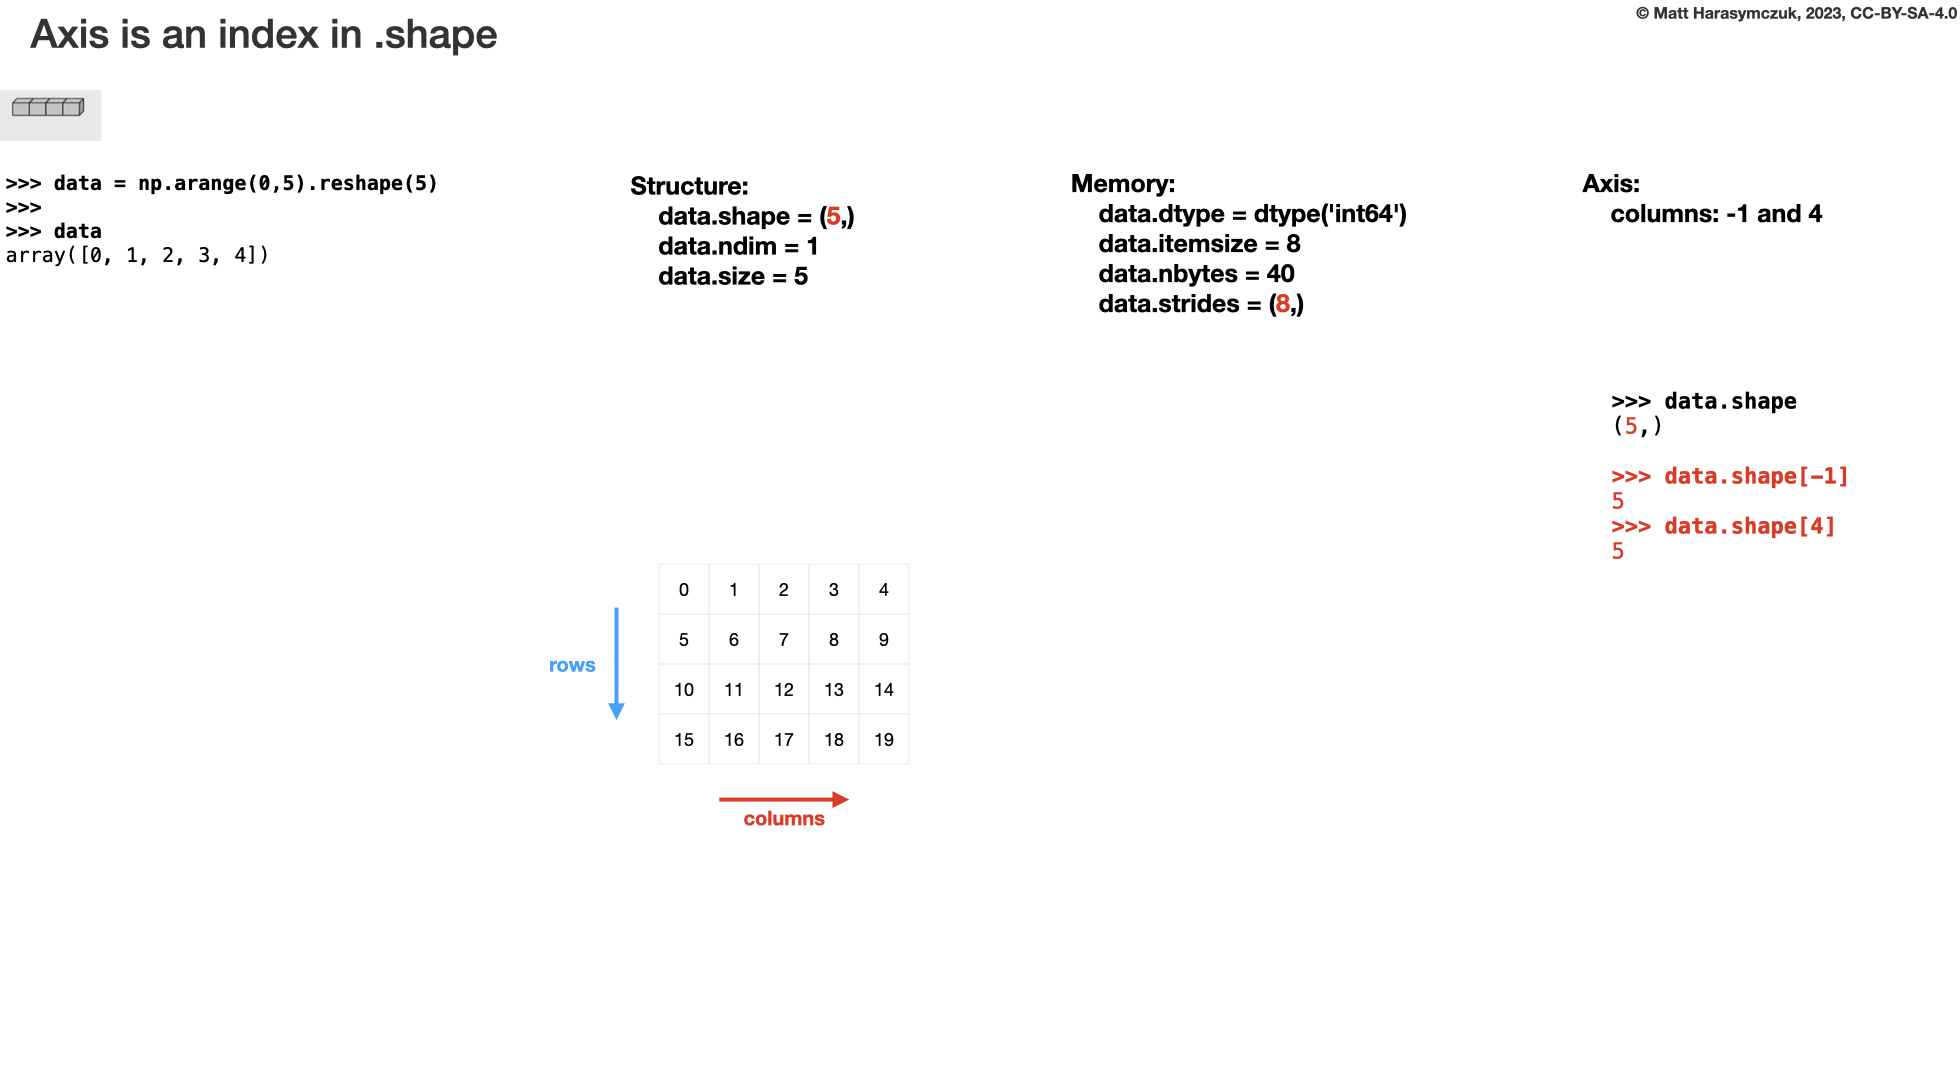 © Matt Harasymczuk, 2023, CC-BY-SA-4.0
Axis is an index in .shape
>>> data = np.arange(0,5).reshape(5)
>>>
>>> data
array([0, 1, 2, 3, 4])
Structure:
data.shape = (5,)
data.ndim = 1
data.size = 5
Memory:
data.dtype = dtype('int64')
data.itemsize = 8
data.nbytes = 40
data.strides = (8,)
Axis:
columns: -1 and 4
>>> data.shape
(5,)
>>> data.shape[-1]
5
>>> data.shape[4]
5
0 1 2 3 4
5 6 7 8 9
10 11 12 13 14
15 16 17 18 19
rows
columns